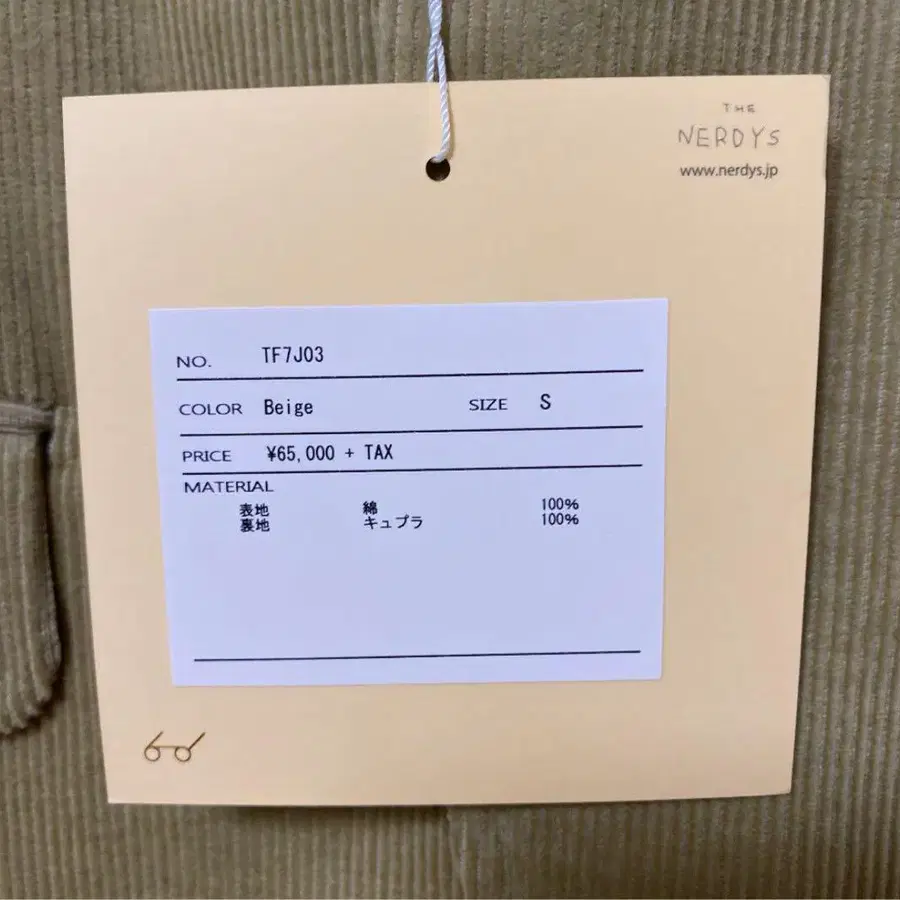 THE
NERDYS
www.nerdys.jp
NO. TF7J03
COLOR Beige SIZE S
PRICE ¥65,000 + TAX
MATERIAL
表地 綿 100%
裏地 キュプラ 100%